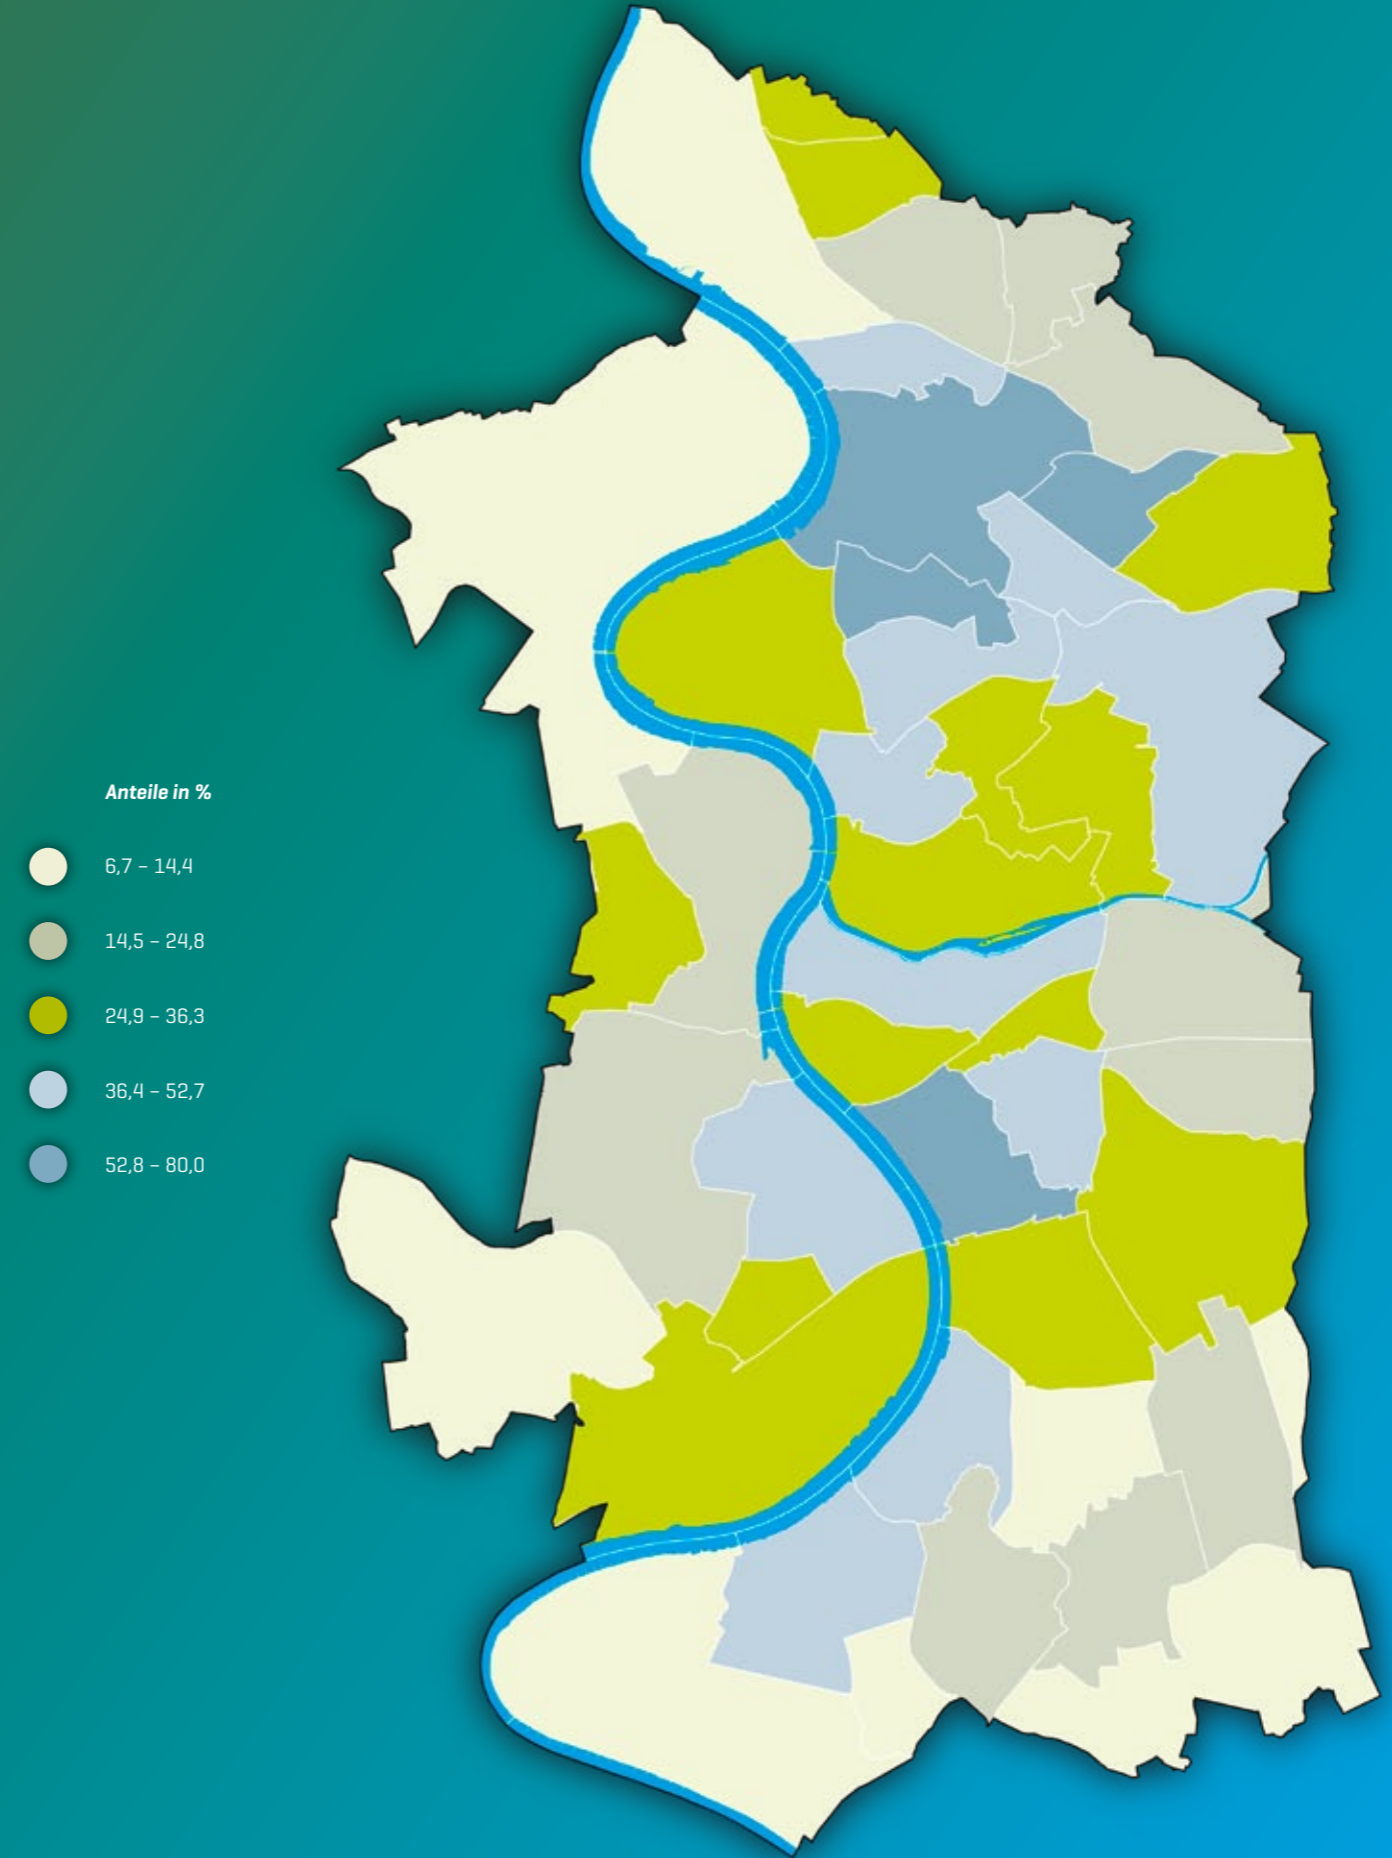 Anteile in %
6,7 – 14,4
14,5 – 24,8
24,9 – 36,3
36,4 – 52,7
52,8 – 80,0